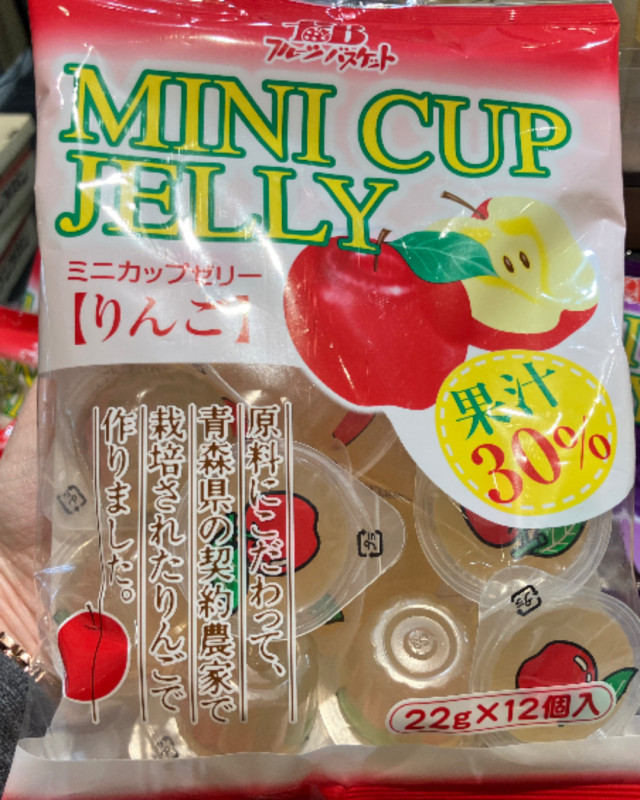 フルーツバスケット
MINI CUP
JELLY
ミニカップゼリー
【りんご】
果汁
30%
原料にこだわって、
青森県の契約農家で
栽培されたりんごで
作りました。
22g×12個入